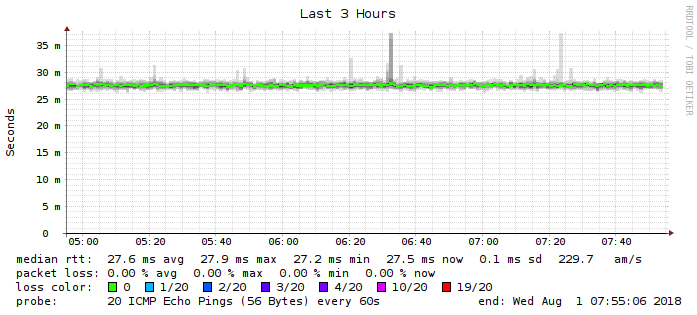 Last 3 Hours
RRDTOOL / TOBI OETIKER
Seconds
35 m
30 m
25 m
20 m
15 m
10 m
5 m
0
05:00 05:20 05:40 06:00 06:20 06:40 07:00 07:20 07:40
median rtt: 27.6 ms avg 27.9 ms max 27.2 ms min 27.5 ms now 0.1 ms sd 229.7 am/s
packet loss: 0.00 % avg 0.00 % max 0.00 % min 0.00 % now
loss color: 0 1/20 2/20 3/20 4/20 10/20 19/20
probe: 20 ICMP Echo Pings (56 Bytes) every 60s end: Wed Aug 1 07:55:06 2018